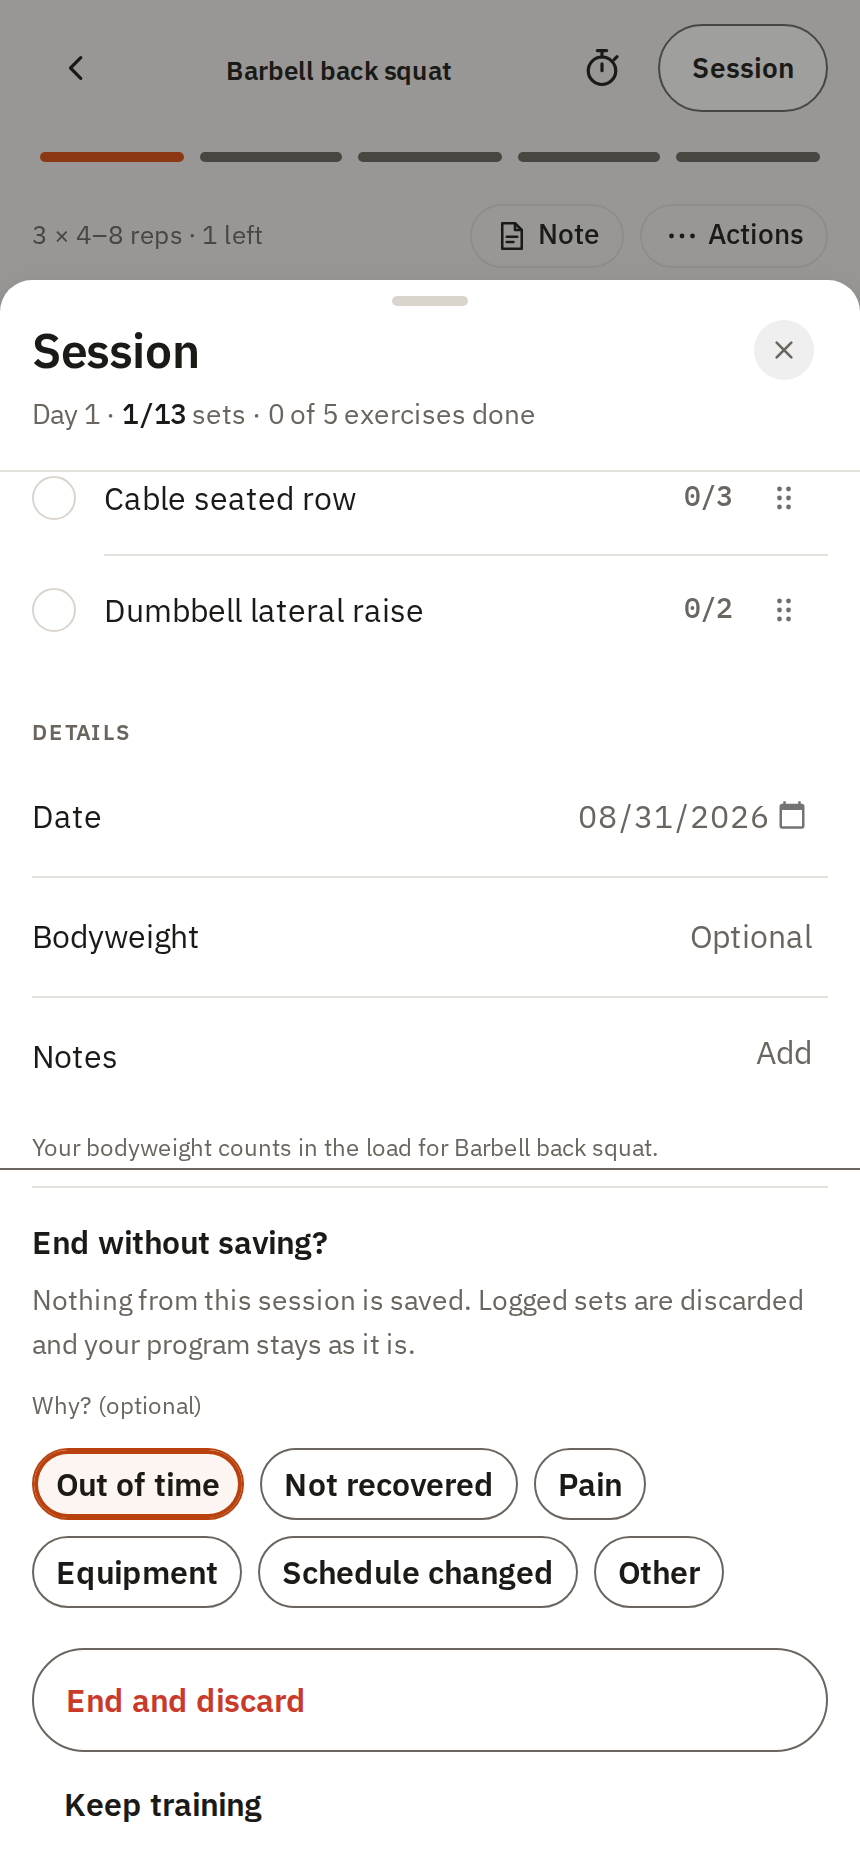 Barbell back squat
Session
3 × 4–8 reps · 1 left
Note
Actions
Session
Day 1 · 1/13 sets · 0 of 5 exercises done
Cable seated row
0/3
Dumbbell lateral raise
0/2
DETAILS
Date
08/31/2026
Bodyweight
Optional
Notes
Add
Your bodyweight counts in the load for Barbell back squat.
End without saving?
Nothing from this session is saved. Logged sets are discarded
and your program stays as it is.
Why? (optional)
Out of time
Not recovered
Pain
Equipment
Schedule changed
Other
End and discard
Keep training